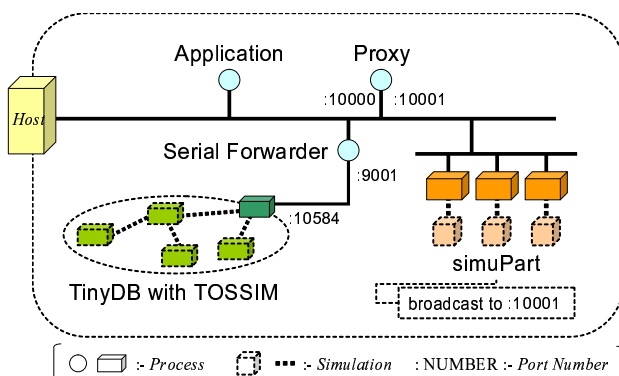 Application
Proxy
:10000
:10001
Host
Serial Forwarder
:9001
:10584
simuPart
TinyDB with TOSSIM
broadcast to :10001
:- Process
:- Simulation
: NUMBER :- Port Number